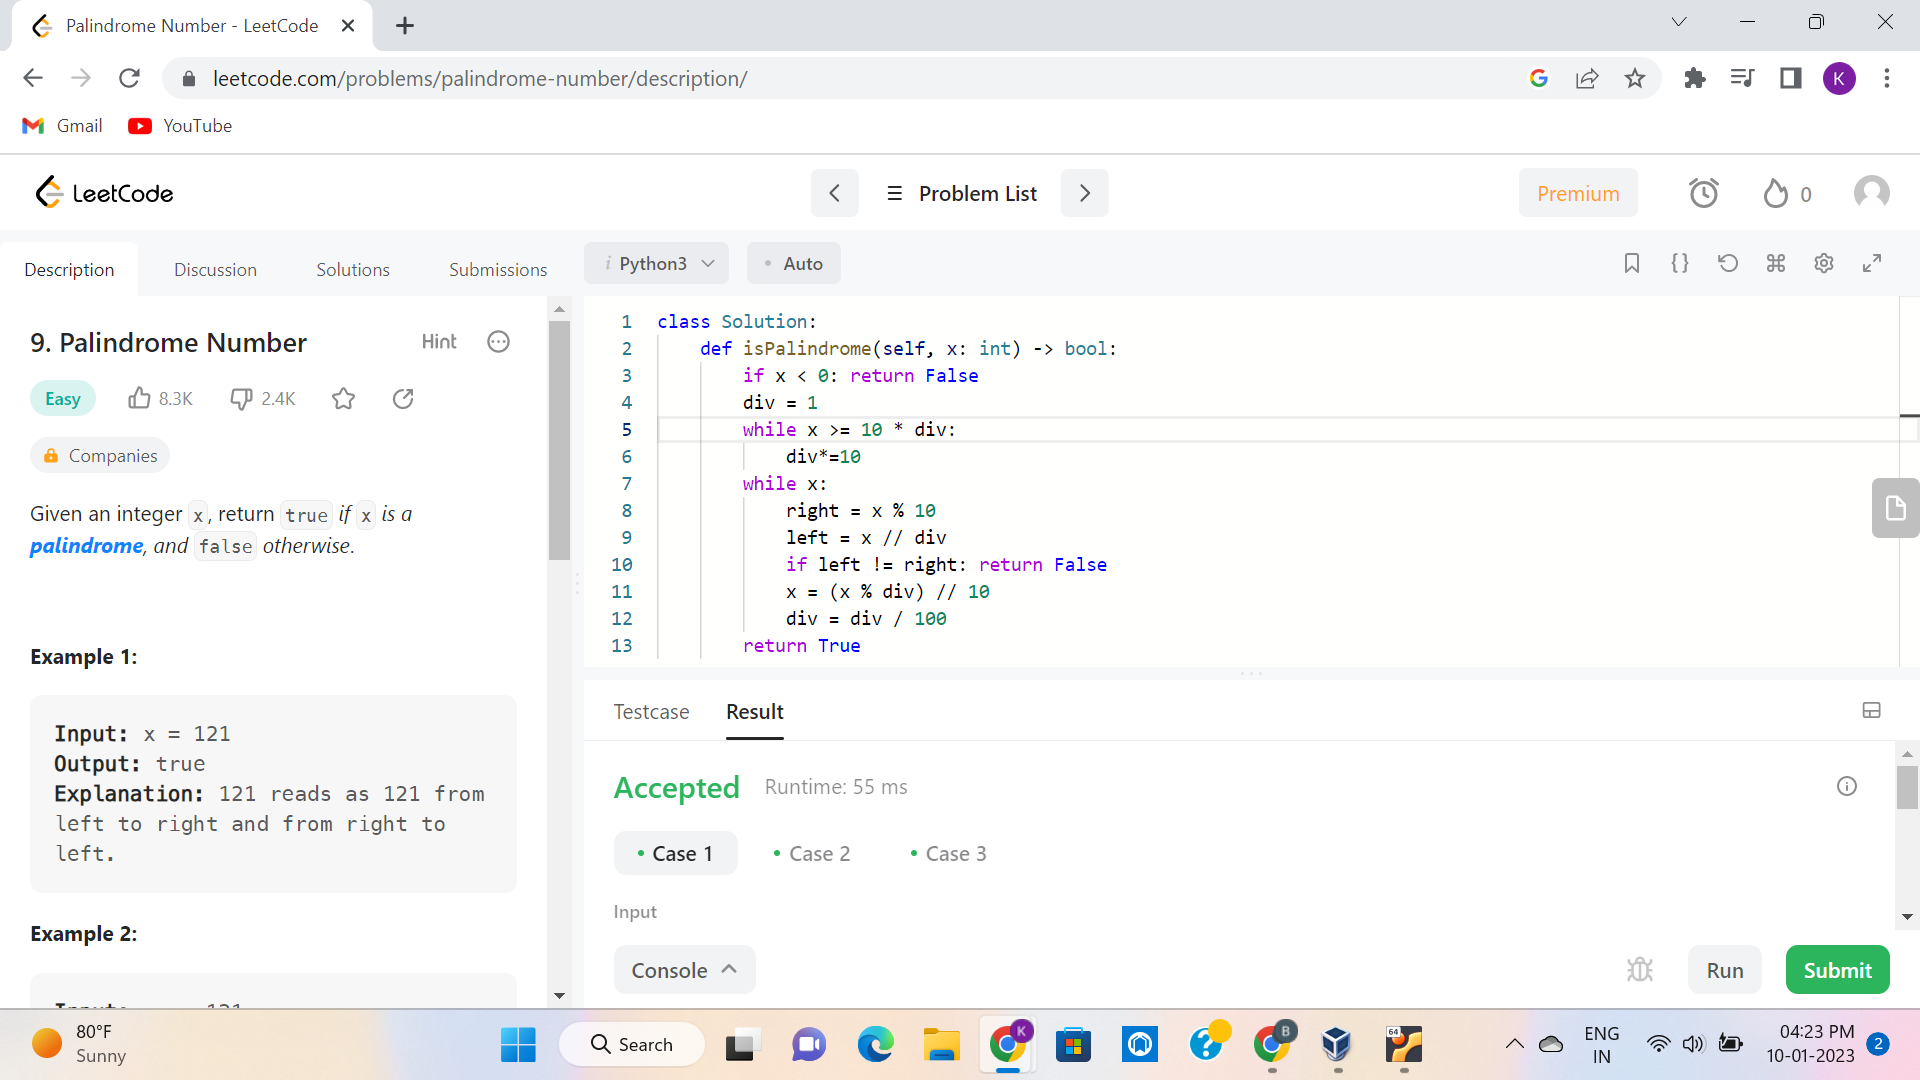 Palindrome Number - LeetCode
leetcode.com/problems/palindrome-number/description/
K
Gmail
YouTube
LeetCode
Problem List
Premium
0
Description
Discussion
Solutions
Submissions
i Python3
Auto
9. Palindrome Number
Hint
Easy
8.3K
2.4K
Companies
Given an integer x, return true if x is a
palindrome, and false otherwise.
Example 1:
Input: x = 121
Output: true
Explanation: 121 reads as 121 from
left to right and from right to
left.
Example 2:
1 class Solution:
2 def isPalindrome(self, x: int) -> bool:
3 if x < 0: return False
4 div = 1
5 while x >= 10 * div:
6 div*=10
7 while x:
8 right = x % 10
9 left = x // div
10 if left != right: return False
11 x = (x % div) // 10
12 div = div / 100
13 return True
Testcase
Result
Accepted
Runtime: 55 ms
Case 1
Case 2
Case 3
Input
Console
Run
Submit
80°F
Sunny
Search
K
B
64
ENG
IN
04:23 PM
10-01-2023
2